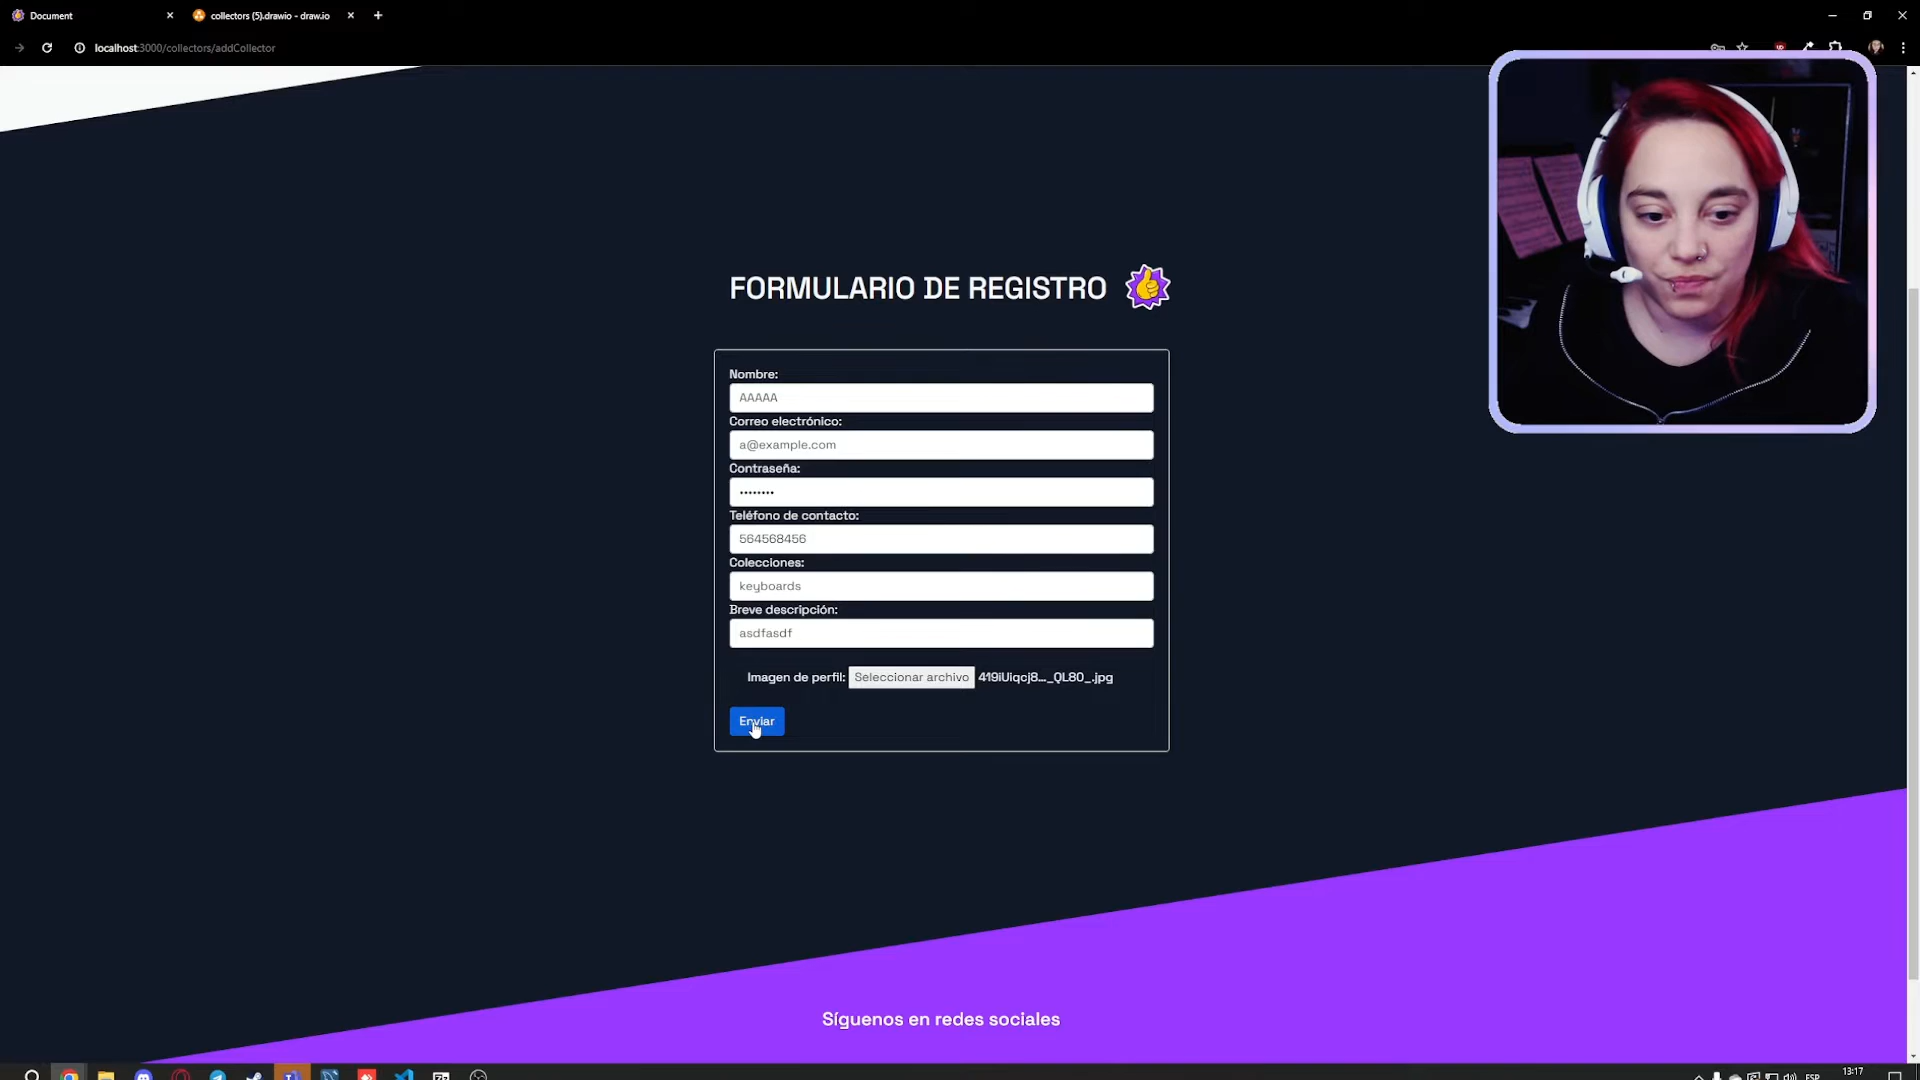 Document
collectors (5).drawio - draw.io
localhost:3000/collectors/addCollector
FORMULARIO DE REGISTRO
Nombre:
AAAAA
Correo electrónico:
a@example.com
Contraseña:
••••••••
Teléfono de contacto:
564568456
Colecciones:
keyboards
Breve descripción:
asdfasdf
Imagen de perfil: Seleccionar archivo 419iUiqcj8..._QL80_.jpg
Enviar
Síguenos en redes sociales
ESP
13:17